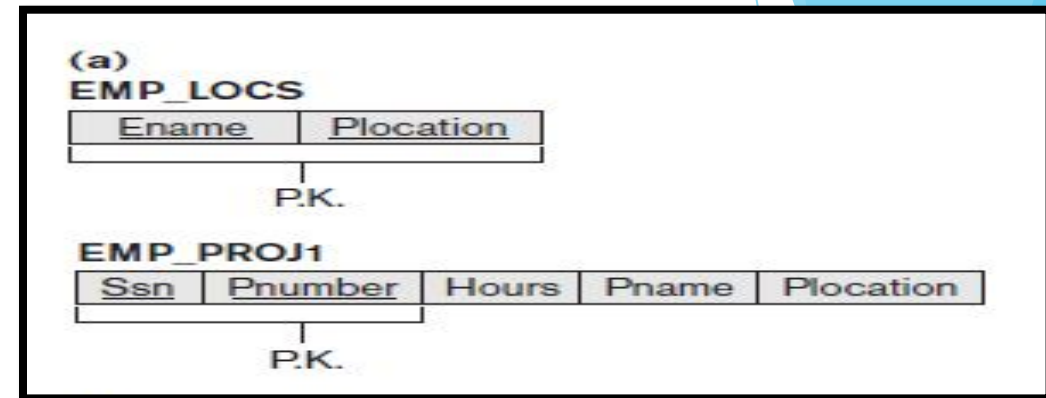 (a)
EMP_LOCS
Ename Plocation
P.K.
EMP_PROJ1
Ssn Pnumber Hours Pname Plocation
P.K.